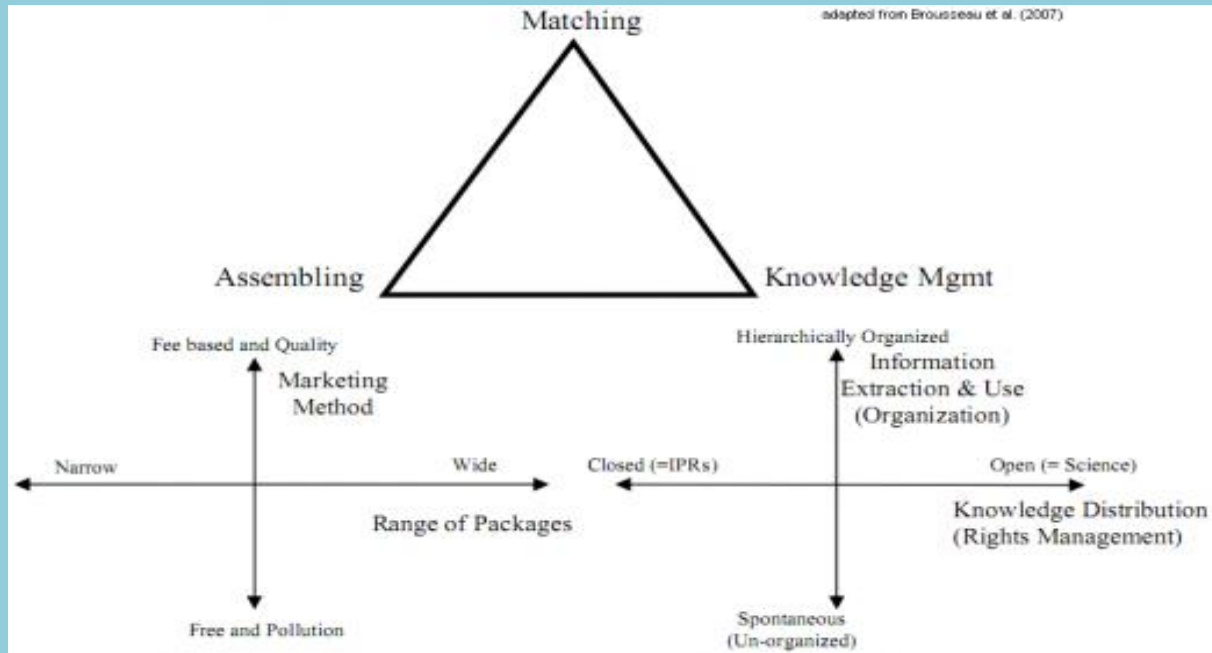 adapted from Brousseau et al. (2007)
Matching
Assembling
Knowledge Mgmt
Fee based and Quality
Marketing
Method
Narrow
Wide
Range of Packages
Free and Pollution
Hierarchically Organized
Information
Extraction & Use
(Organization)
Closed (=IPRs)
Open (= Science)
Knowledge Distribution
(Rights Management)
Spontaneous
(Un-organized)